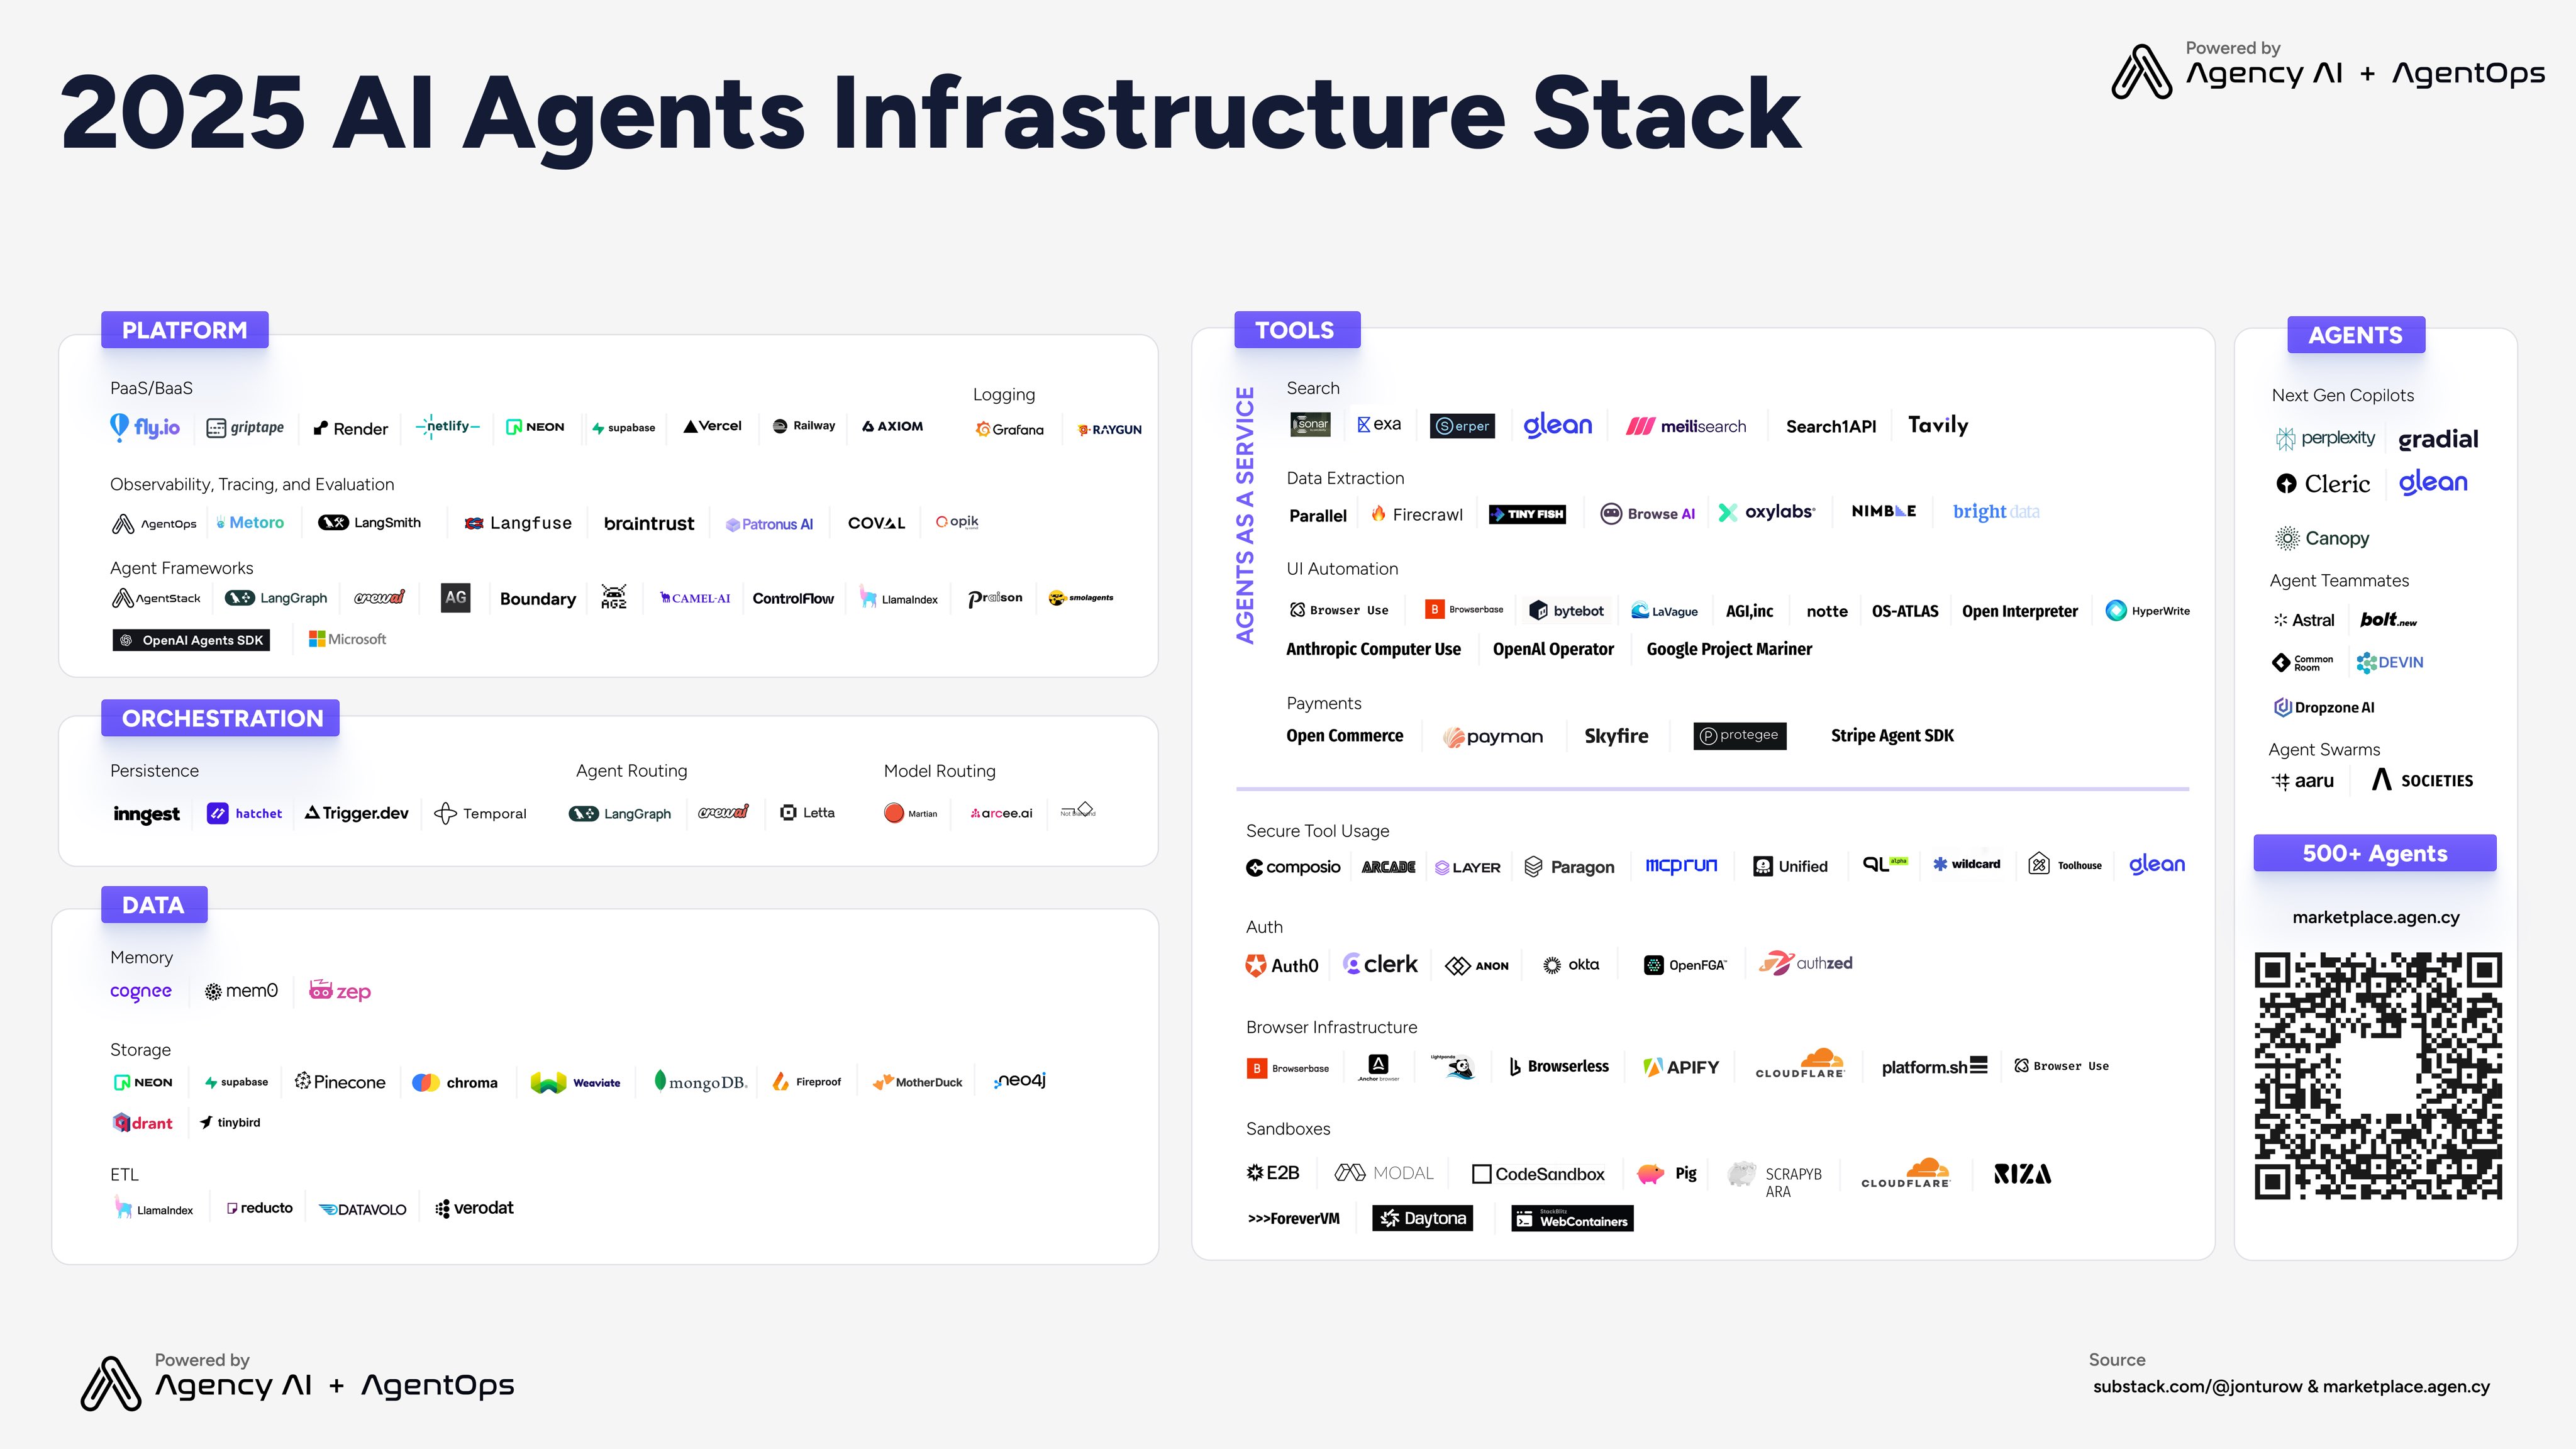 2025 AI Agents Infrastructure Stack
Powered by
Agency AI + AgentOps
PLATFORM
PaaS/BaaS
fly.io griptape Render netlify NEON supabase Vercel Railway AXIOM
Logging
Grafana RAYGUN
Observability, Tracing, and Evaluation
AgentOps Metoro LangSmith Langfuse braintrust Patronus AI COVAL opik
Agent Frameworks
AgentStack LangGraph crewai AG Boundary AG2 CAMEL-AI ControlFlow LlamaIndex Praison smolagents
OpenAI Agents SDK Microsoft
ORCHESTRATION
Persistence
inngest hatchet Trigger.dev Temporal
Agent Routing
LangGraph crewai Letta
Model Routing
Martian arcee.ai Not Diamond
DATA
Memory
cognee mem0 zep
Storage
NEON supabase Pinecone chroma Weaviate mongoDB. Fireproof MotherDuck neo4j
qdrant tinybird
ETL
LlamaIndex reducto DATAVOLO verodat
TOOLS
AGENTS AS A SERVICE
Search
sonar exa Serper glean meilisearch Search1API Tavily
Data Extraction
Parallel Firecrawl TINY FISH Browse AI oxylabs® NIMBLE bright data
UI Automation
Browser Use B Browserbase bytebot LaVague AGI,inc notte OS-ATLAS Open Interpreter HyperWrite
Anthropic Computer Use OpenAI Operator Google Project Mariner
Payments
Open Commerce payman Skyfire P protegee Stripe Agent SDK
Secure Tool Usage
composio ARCADE LAYER Paragon mcprun Unified QL alpha wildcard Toolhouse glean
Auth
Auth0 clerk ANON okta OpenFGA™ authzed
Browser Infrastructure
B Browserbase Anchor browser Lightpanda Browserless APIFY CLOUDFLARE platform.sh Browser Use
Sandboxes
E2B MODAL CodeSandbox Pig SCRAPYB
ARA
CLOUDFLARE RIZA
>>>ForeverVM Daytona StackBlitz
WebContainers
AGENTS
Next Gen Copilots
perplexity gradial
Cleric glean
Canopy
Agent Teammates
Astral bolt.new
Common
Room
DEVIN
Dropzone AI
Agent Swarms
aaru SOCIETIES
500+ Agents
marketplace.agen.cy
Powered by
Agency AI + AgentOps
Source
substack.com/@jonturow & marketplace.agen.cy